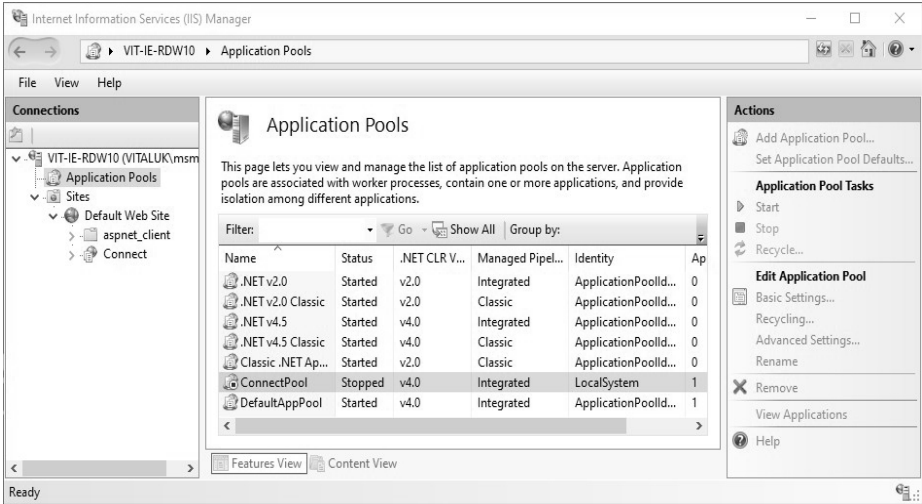 Internet Information Services (IIS) Manager
VIT-IE-RDW10 Application Pools
File View Help
Connections
VIT-IE-RDW10 (VITALUK\msm
Application Pools
Sites
Default Web Site
aspnet_client
Connect
Application Pools
This page lets you view and manage the list of application pools on the server. Application
pools are associated with worker processes, contain one or more applications, and provide
isolation among different applications.
Filter: Go Show All Group by:
Name Status .NET CLR V... Managed Pipel... Identity Ap
.NET v2.0 Started v2.0 Integrated ApplicationPoolId... 0
.NET v2.0 Classic Started v2.0 Classic ApplicationPoolId... 0
.NET v4.5 Started v4.0 Integrated ApplicationPoolId... 0
.NET v4.5 Classic Started v4.0 Classic ApplicationPoolId... 0
Classic .NET Ap... Started v2.0 Classic ApplicationPoolId... 0
ConnectPool Stopped v4.0 Integrated LocalSystem 1
DefaultAppPool Started v4.0 Integrated ApplicationPoolId... 1
Features View Content View
Actions
Add Application Pool...
Set Application Pool Defaults...
Application Pool Tasks
Start
Stop
Recycle...
Edit Application Pool
Basic Settings...
Recycling...
Advanced Settings...
Rename
Remove
View Applications
Help
Ready